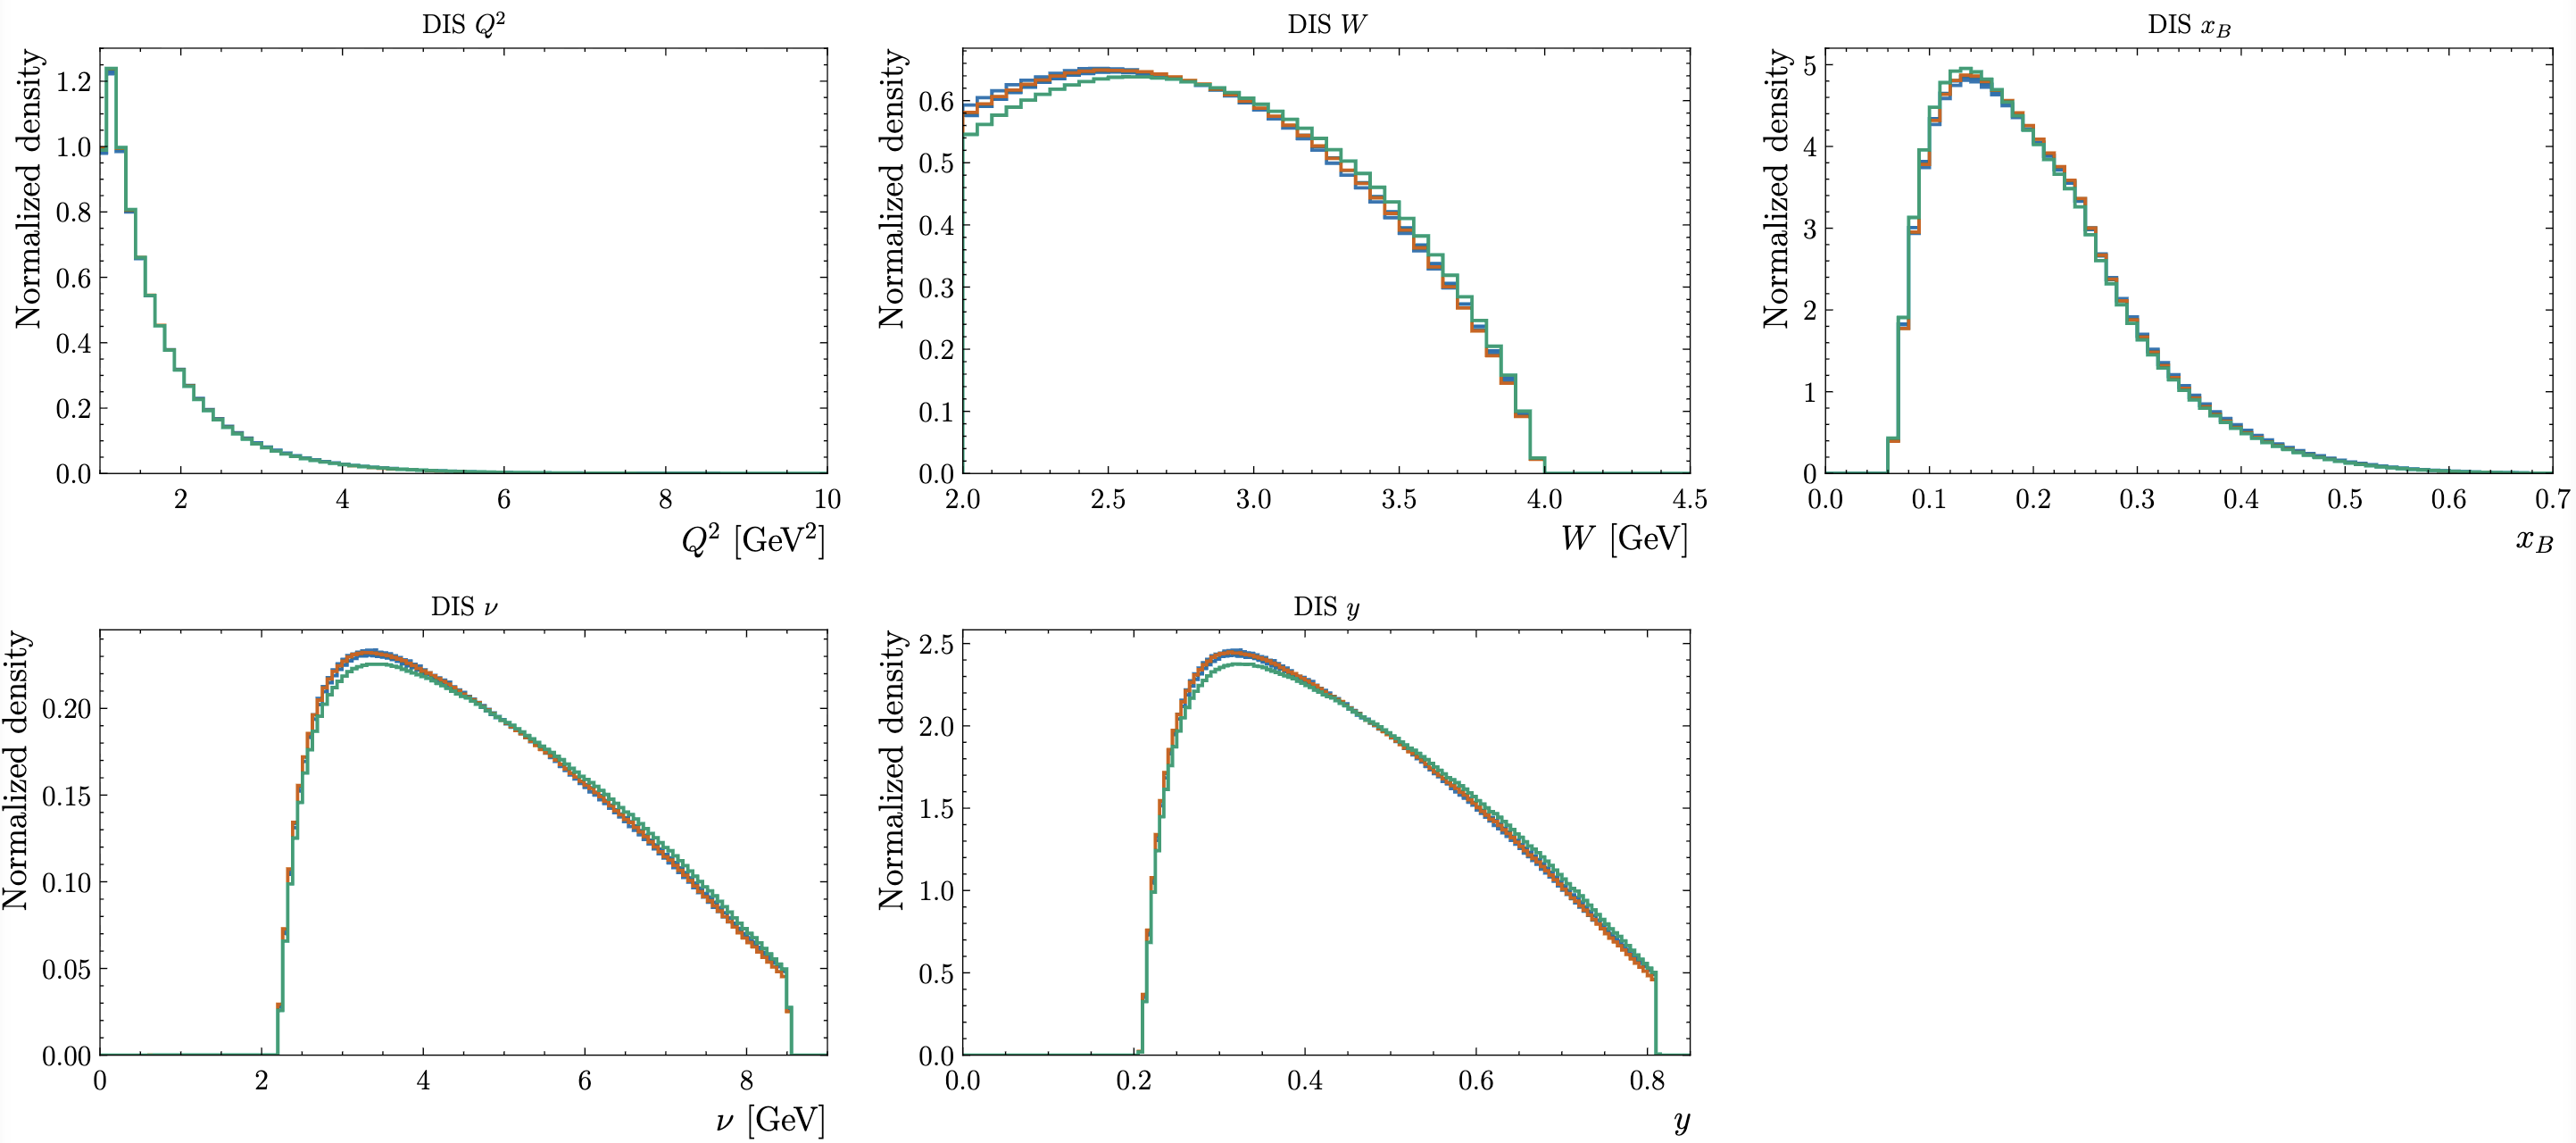 DIS Q²
Normalized density
1.2
1.0
0.8
0.6
0.4
0.2
0.0
2 4 6 8 10
Q² [GeV²]
DIS W
Normalized density
0.6
0.5
0.4
0.3
0.2
0.1
0.0
2.0 2.5 3.0 3.5 4.0 4.5
W [GeV]
DIS x_B
Normalized density
5
4
3
2
1
0
0.0 0.1 0.2 0.3 0.4 0.5 0.6 0.7
x_B
DIS ν
Normalized density
0.20
0.15
0.10
0.05
0.00
0 2 4 6 8
ν [GeV]
DIS y
Normalized density
2.5
2.0
1.5
1.0
0.5
0.0
0.0 0.2 0.4 0.6 0.8
y